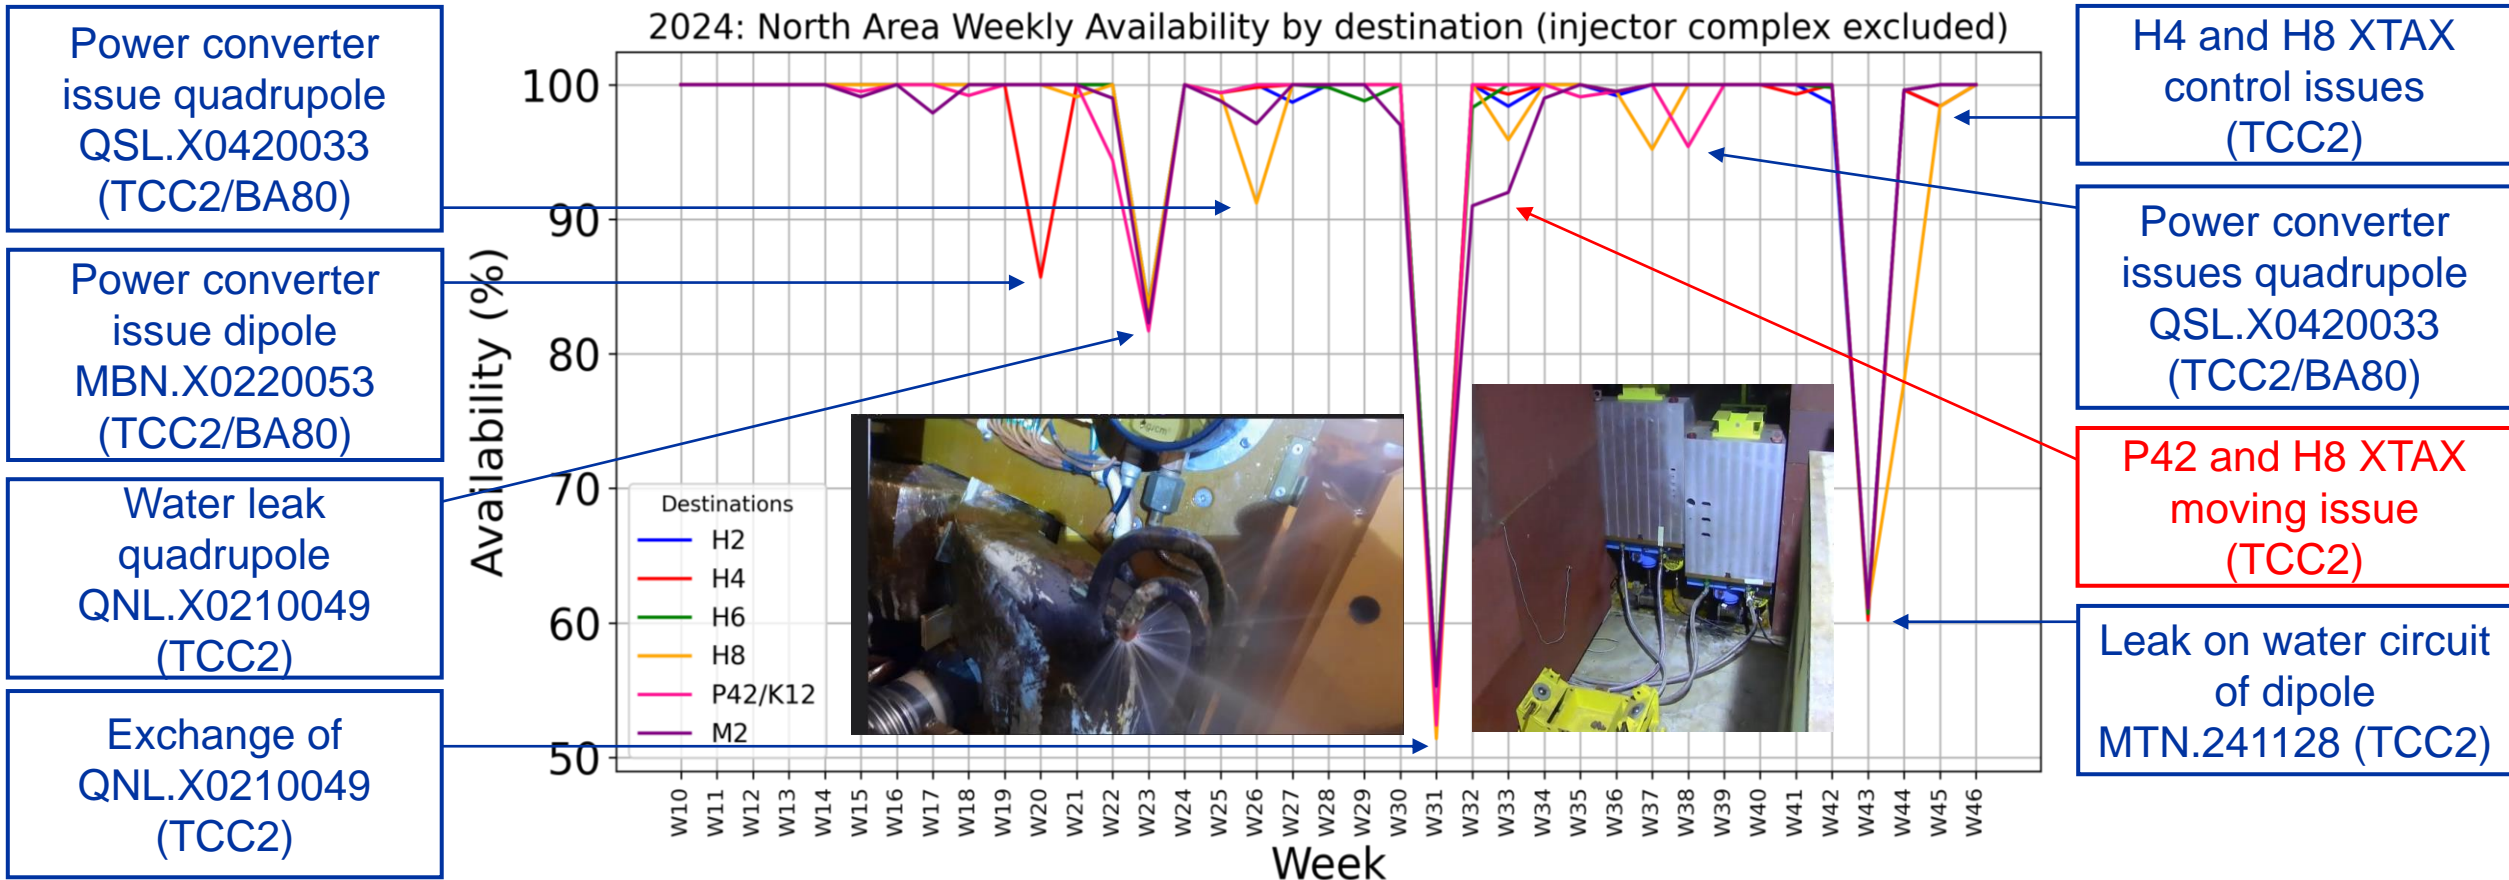 2024: North Area Weekly Availability by destination (injector complex excluded)
Power converter
issue quadrupole
QSL.X0420033
(TCC2/BA80)
Power converter
issue dipole
MBN.X0220053
(TCC2/BA80)
Water leak
quadrupole
QNL.X0210049
(TCC2)
Exchange of
QNL.X0210049
(TCC2)
Availability (%)
100
90
80
70
60
50
Destinations
H2
H4
H6
H8
P42/K12
M2
W10
W11
W12
W13
W14
W15
W16
W17
W18
W19
W20
W21
W22
W23
W24
W25
W26
W27
W28
W29
W30
W31
W32
W33
W34
W35
W36
W37
W38
W39
W40
W41
W42
W43
W44
W45
W46
Week
H4 and H8 XTAX
control issues
(TCC2)
Power converter
issues quadrupole
QSL.X0420033
(TCC2/BA80)
P42 and H8 XTAX
moving issue
(TCC2)
Leak on water circuit
of dipole
MTN.241128 (TCC2)